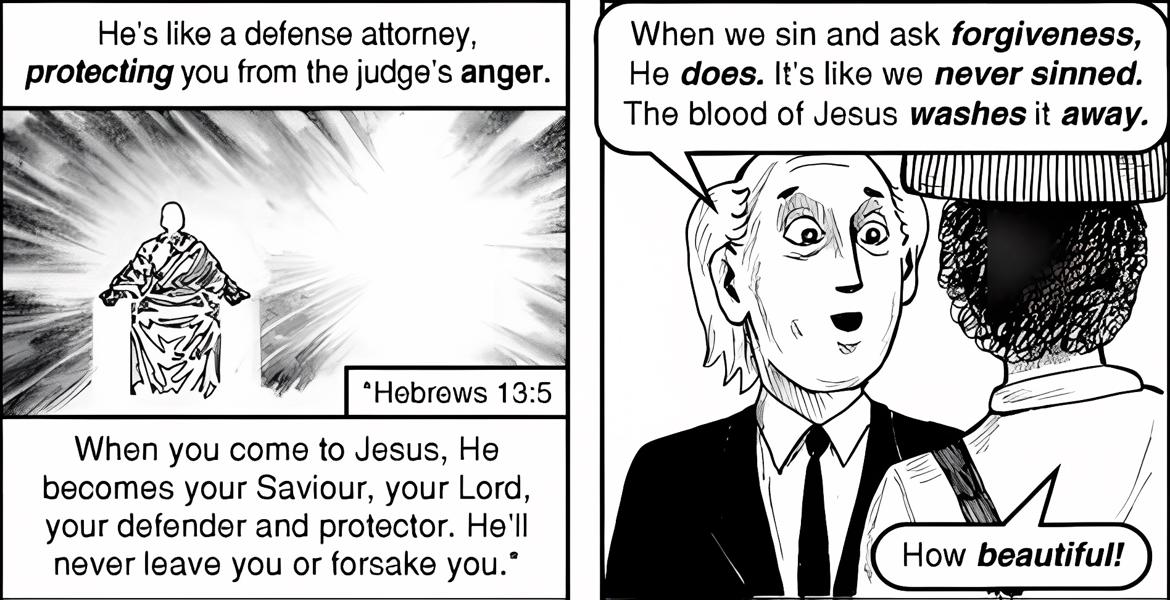 He's like a defense attorney,
protecting you from the judge's anger.
*Hebrews 13:5
When you come to Jesus, He
becomes your Saviour, your Lord,
your defender and protector. He'll
never leave you or forsake you.*
When we sin and ask forgiveness,
He does. It's like we never sinned.
The blood of Jesus washes it away.
How beautiful!